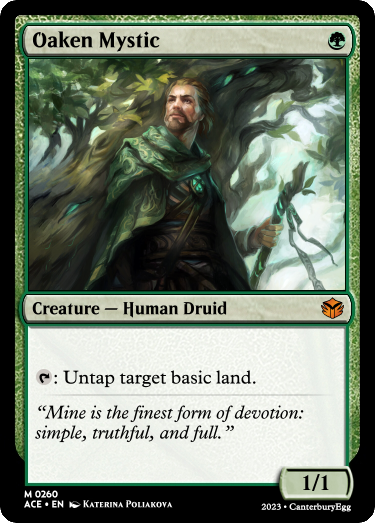 Oaken Mystic
Creature — Human Druid
: Untap target basic land.
“Mine is the finest form of devotion:
simple, truthful, and full.”
1/1
M 0260
ACE • EN Katerina Poliakova
2023 • CanterburyEgg